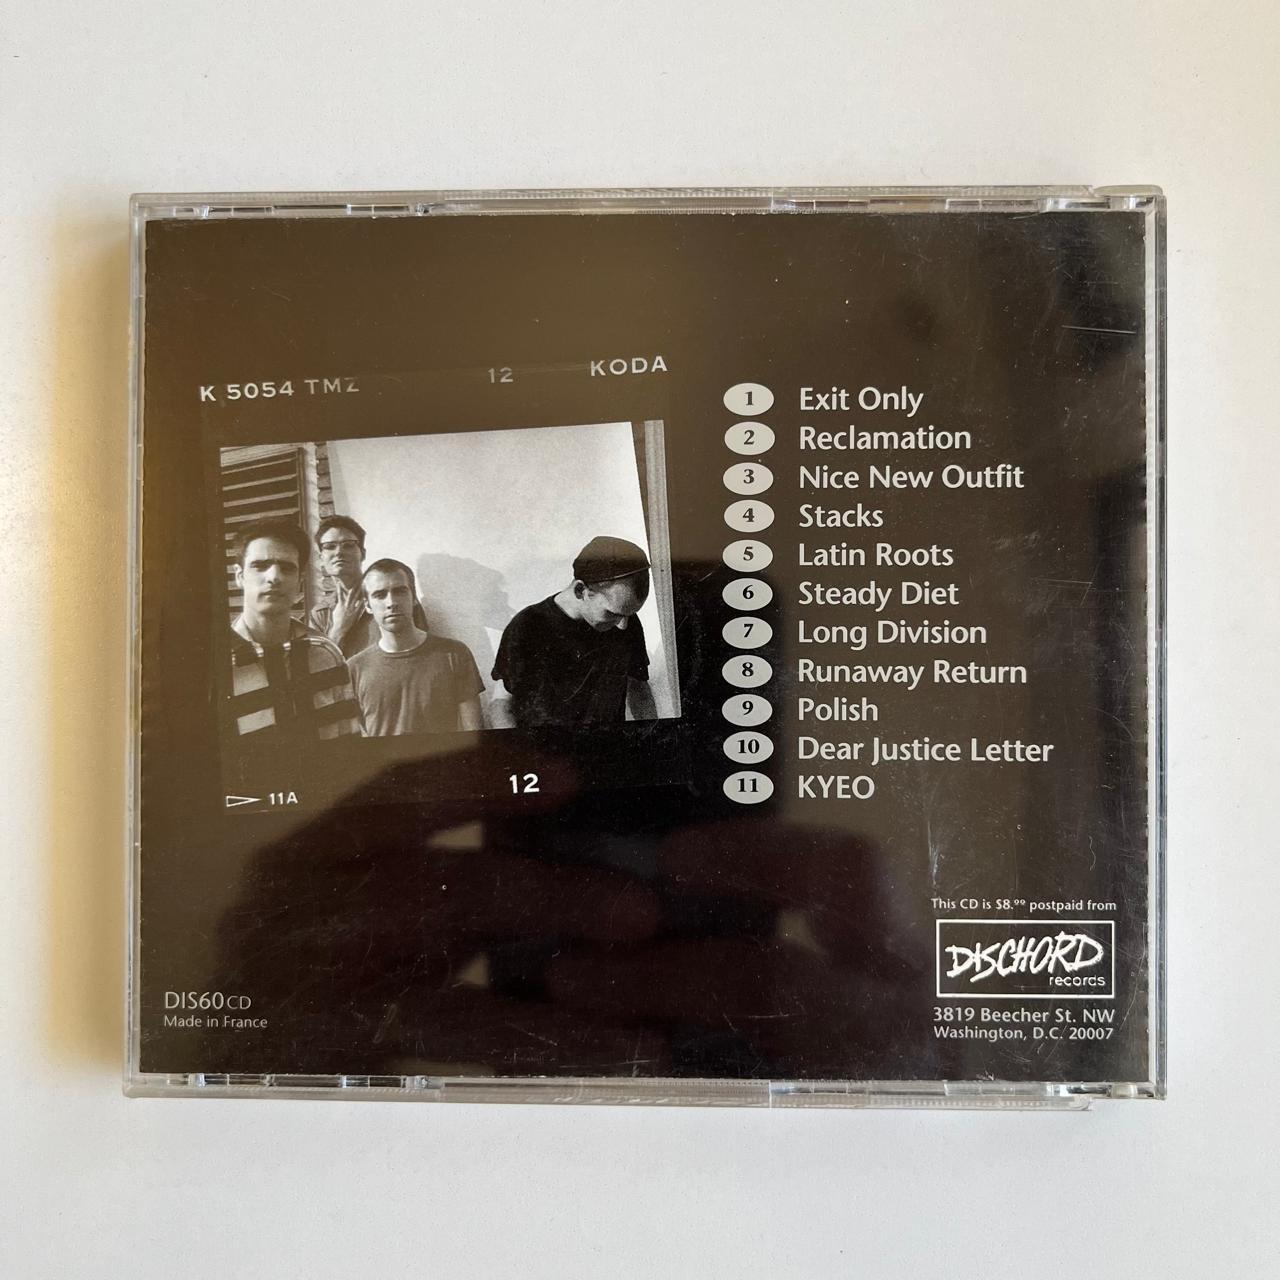 K 5054 TMZ 12 KODA
1 Exit Only
2 Reclamation
3 Nice New Outfit
4 Stacks
5 Latin Roots
6 Steady Diet
7 Long Division
8 Runaway Return
9 Polish
10 Dear Justice Letter
11 KYEO
11A 12
This CD is $8.⁰⁰ postpaid from
DISCHORD
records
3819 Beecher St. NW
Washington, D.C. 20007
DIS60CD
Made in France